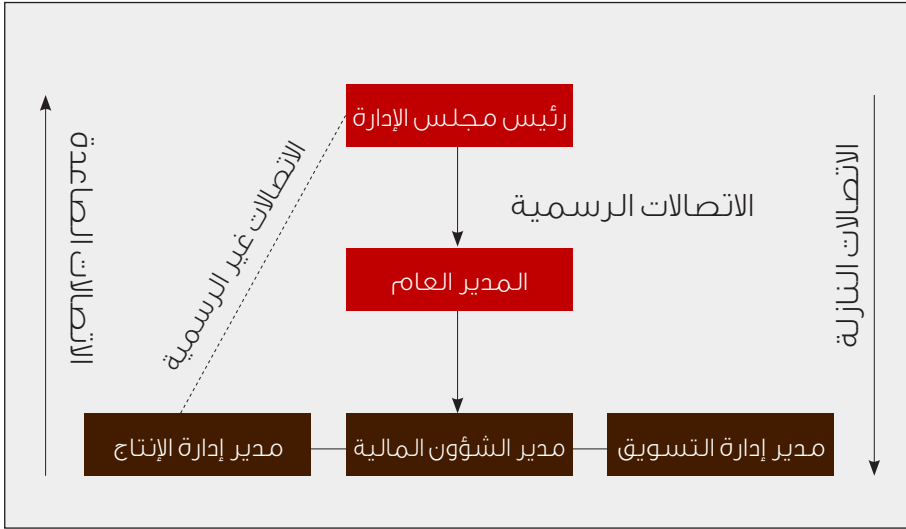 رئيس مجلس الإدارة
الاتصالات النازلة
الاتصالات الرسمية
الاتصالات غير الرسمية
الاتصالات الصاعدة
المدير العام
مدير إدارة التسويق
مدير الشؤون المالية
مدير إدارة الإنتاج